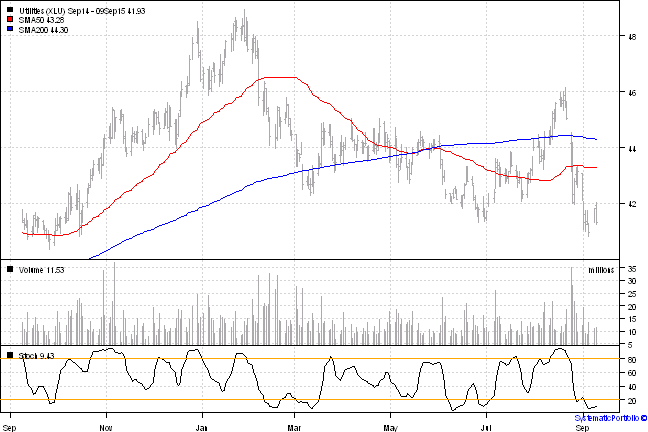 Utilities (XLU) Sep14 - 09Sep15 41.93
SMA50 43.28
SMA200 44.30
48
46
44
42
Volume 11.53
millions
35
30
25
20
15
10
5
Stoch 9.43
80
60
40
20
Sep
Nov
Jan
Mar
May
Jul
Sep
SystematicPortfolio ©